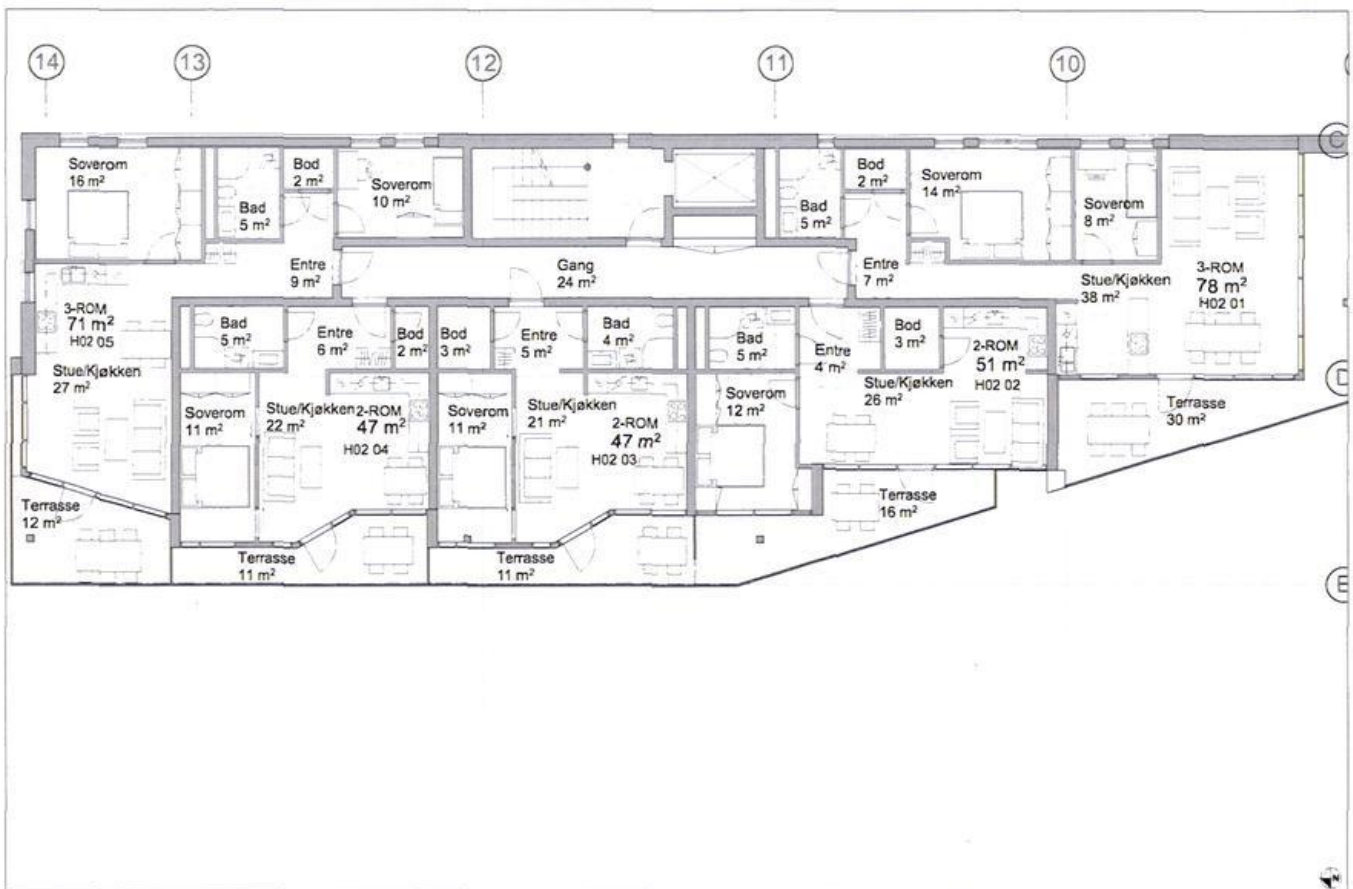 14
13
12
11
10
C
Soverom
16 m²
Bad
5 m²
Bod
2 m²
Soverom
10 m²
Bad
5 m²
Bod
2 m²
Soverom
14 m²
Soverom
8 m²
Entre
9 m²
Gang
24 m²
Entre
7 m²
Stue/Kjøkken
38 m²
3-ROM
78 m²
H02 01
3-ROM
71 m²
H02 05
Stue/Kjøkken
27 m²
Bad
5 m²
Entre
6 m²
Bod
2 m²
Bod
3 m²
Entre
5 m²
Bad
4 m²
Bad
5 m²
Entre
4 m²
Bod
3 m²
2-ROM
51 m²
H02 02
D
Soverom
11 m²
Stue/Kjøkken
22 m²
2-ROM
47 m²
H02 04
Soverom
11 m²
Stue/Kjøkken
21 m²
2-ROM
47 m²
H02 03
Soverom
12 m²
Stue/Kjøkken
26 m²
Terrasse
30 m²
Terrasse
12 m²
Terrasse
11 m²
Terrasse
11 m²
Terrasse
16 m²
E
N